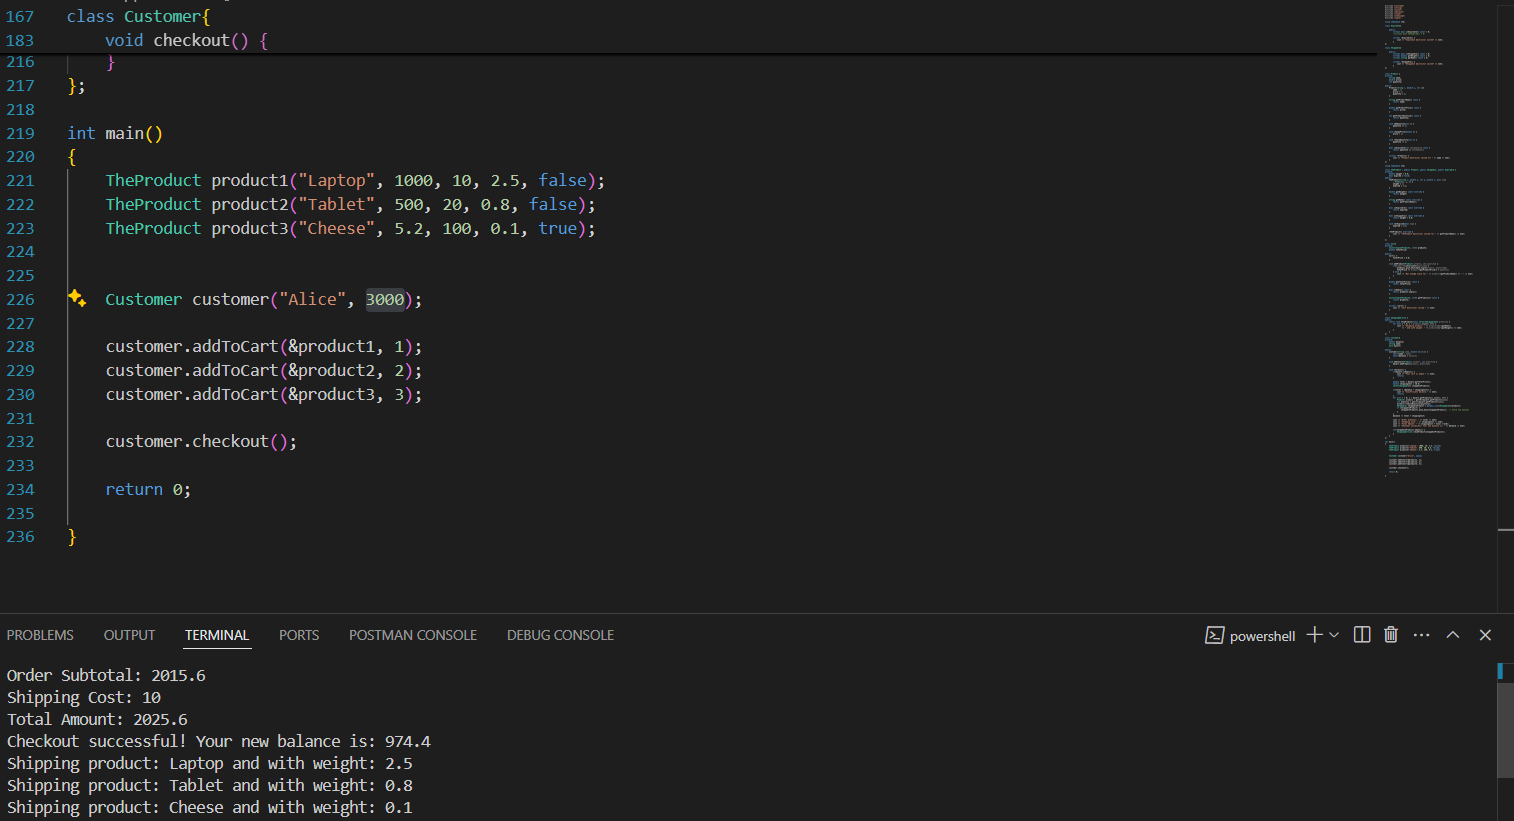 167 class Customer{
183 void checkout() {
216 }
217 };
218
219 int main()
220 {
221 TheProduct product1("Laptop", 1000, 10, 2.5, false);
222 TheProduct product2("Tablet", 500, 20, 0.8, false);
223 TheProduct product3("Cheese", 5.2, 100, 0.1, true);
224
225
226 Customer customer("Alice", 3000);
227
228 customer.addToCart(&product1, 1);
229 customer.addToCart(&product2, 2);
230 customer.addToCart(&product3, 3);
231
232 customer.checkout();
233
234 return 0;
235
236 }
PROBLEMS OUTPUT TERMINAL PORTS POSTMAN CONSOLE DEBUG CONSOLE powershell
Order Subtotal: 2015.6
Shipping Cost: 10
Total Amount: 2025.6
Checkout successful! Your new balance is: 974.4
Shipping product: Laptop and with weight: 2.5
Shipping product: Tablet and with weight: 0.8
Shipping product: Cheese and with weight: 0.1